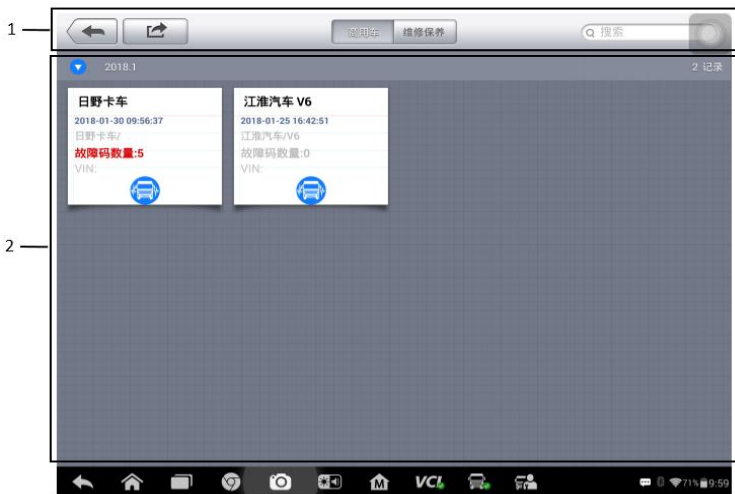 1
商用车 维修保养 搜索
2
2018.1 2 记录
日野卡车
2018-01-30 09:56:37
日野卡车/
故障码数量:5
VIN:
江淮汽车 V6
2018-01-25 16:42:51
江淮汽车/V6
故障码数量:0
VIN:
M VCI 71% 9:59